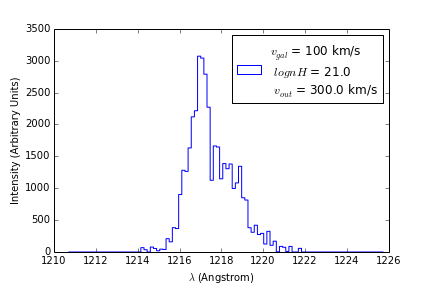 3500
3000
2500
2000
1500
1000
500
0
Intensity (Arbitrary Units)
v_gal = 100 km/s
lognH = 21.0
v_out = 300.0 km/s
1210 1212 1214 1216 1218 1220 1222 1224 1226
λ (Angstrom)